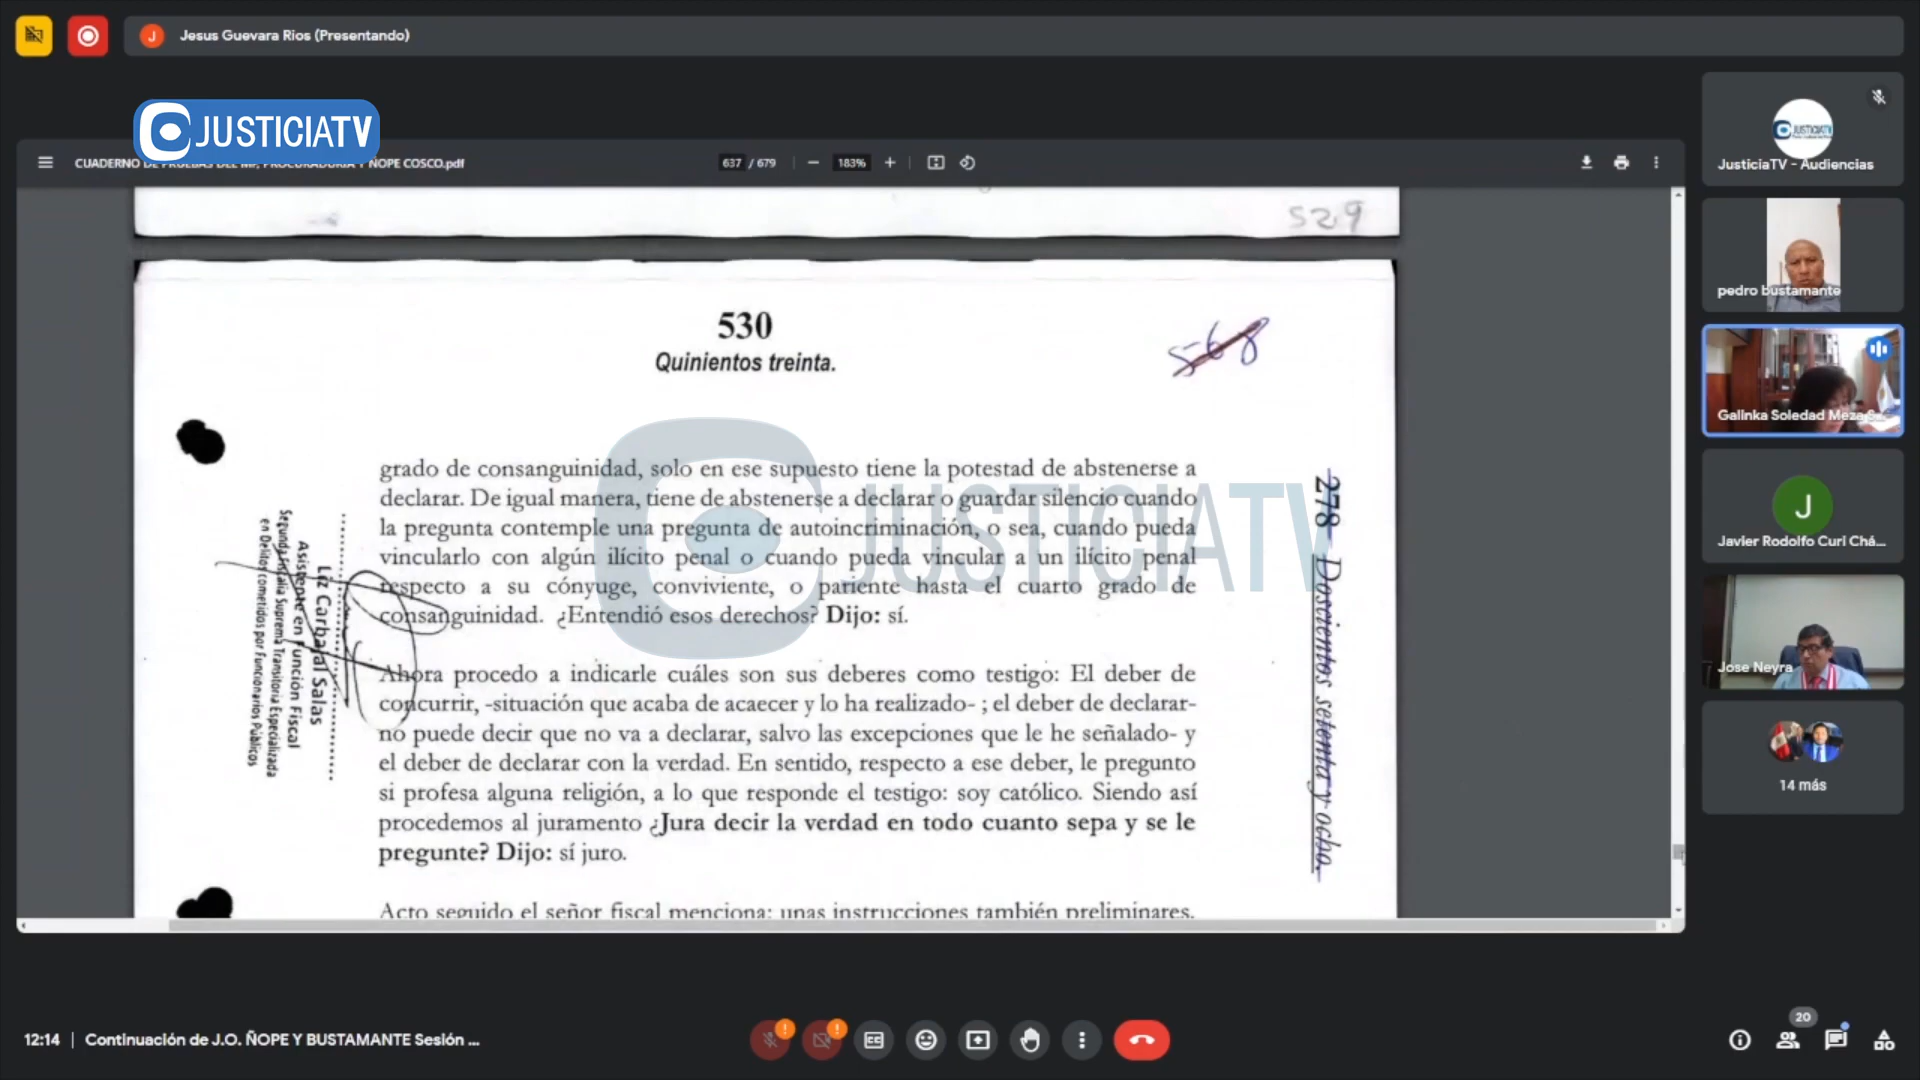 J Jesus Guevara Rios (Presentando)
JUSTICIATV
CUADERNO DE PRUEBAS DEL MP, PROCURADURIA Y ÑOPE COSCO.pdf
637 / 679
183%
529
530
Quinientos treinta.
568
grado de consanguinidad, solo en ese supuesto tiene la potestad de abstenerse a
declarar. De igual manera, tiene de abstenerse a declarar o guardar silencio cuando
la pregunta contemple una pregunta de autoincriminación, o sea, cuando pueda
vincularlo con algún ilícito penal o cuando pueda vincular a un ilícito penal
respecto a su cónyuge, conviviente, o pariente hasta el cuarto grado de
consanguinidad. ¿Entendió esos derechos? Dijo: sí.
Ahora procedo a indicarle cuáles son sus deberes como testigo: El deber de
concurrir, -situación que acaba de acaecer y lo ha realizado- ; el deber de declarar-
no puede decir que no va a declarar, salvo las excepciones que le he señalado- y
el deber de declarar con la verdad. En sentido, respecto a ese deber, le pregunto
si profesa alguna religión, a lo que responde el testigo: soy católico. Siendo así
procedemos al juramento ¿Jura decir la verdad en todo cuanto sepa y se le
pregunte? Dijo: sí juro.
Acto seguido el señor fiscal menciona: unas instrucciones también preliminares.
Liz Carbajal Salas
Asistente en Función Fiscal
Segunda Fiscalía Suprema Transitoria Especializada
en Delitos cometidos por Funcionarios Públicos
278 Doscientos setenta y ocho.
JUSTICIATV
JUSTICIATV
JusticiaTV - Audiencias
pedro bustamante
Galinka Soledad Meza S...
J
Javier Rodolfo Curi Chá...
Jose Neyra
14 más
12:14 | Continuación de J.O. ÑOPE Y BUSTAMANTE Sesión ...
20